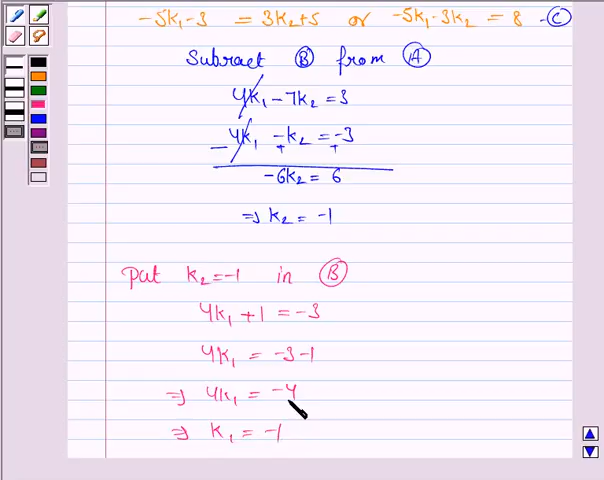 -5k₁-3 = 3k₂+5 or -5k₁-3k₂ = 8 -Ⓒ
Subtract Ⓑ from Ⓐ
4k₁ - 7k₂ = 3
- 4k₁ - k₂ = -3
+ +
-6k₂ = 6
⇒ k₂ = -1
Put k₂=-1 in Ⓑ
4k₁ + 1 = -3
4k₁ = -3-1
⇒ 4k₁ = -4
⇒ k₁ = -1